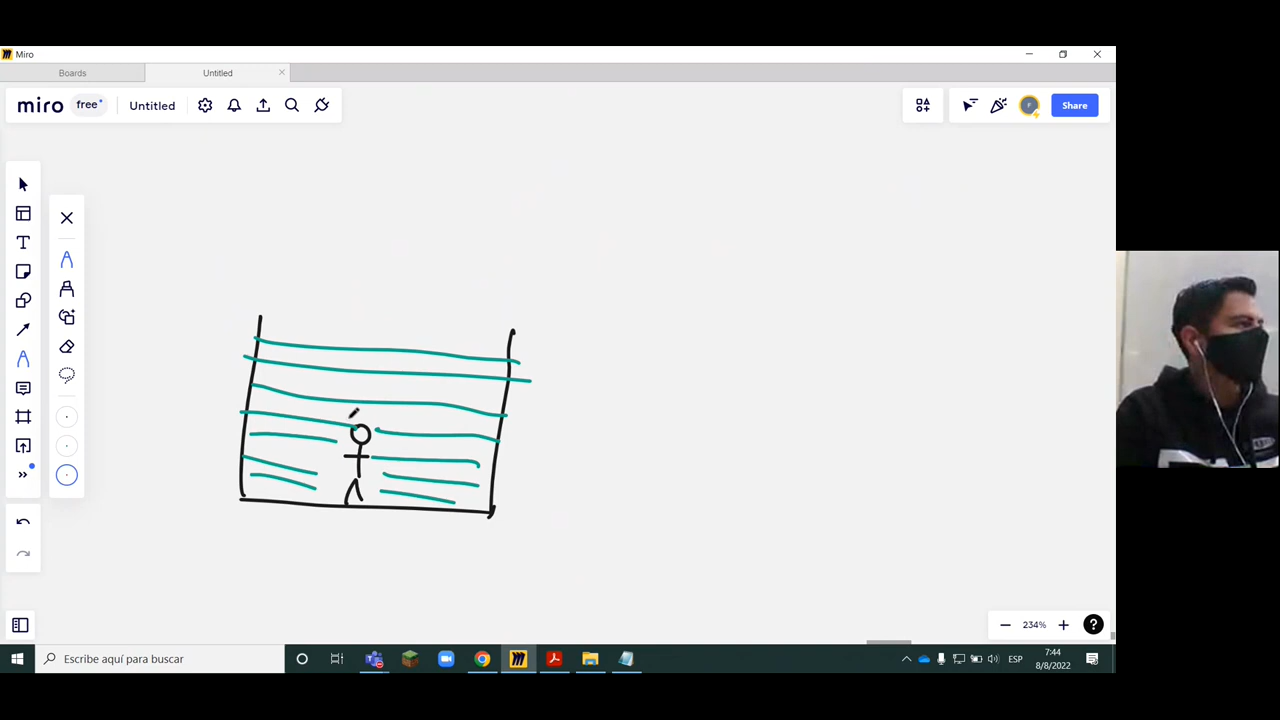 Miro
Boards
Untitled
miro free
Untitled
Share
T
234%
Escribe aquí para buscar
ESP
7:44
8/8/2022